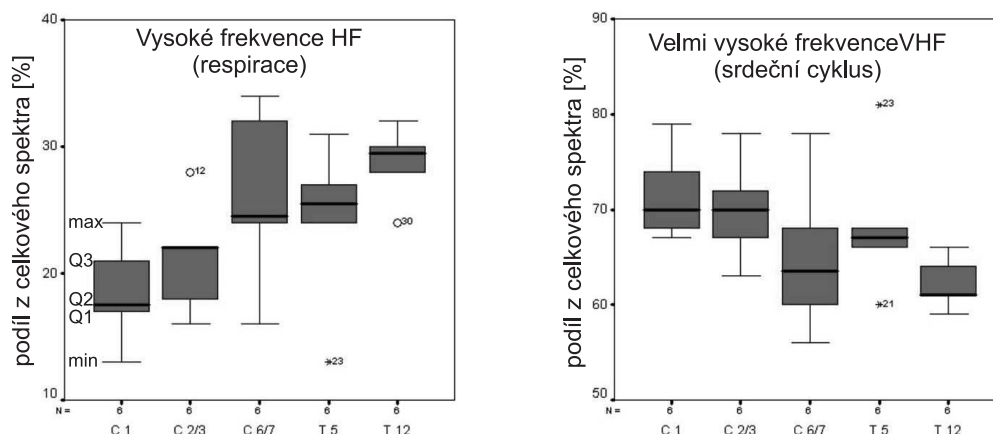 Vysoké frekvence HF
(respirace)
podíl z celkového spektra [%]
40
30
20
10
max
Q3
Q2
Q1
min
12
23
30
N = 6 6 6 6 6
C 1 C 2/3 C 6/7 T 5 T 12
Velmi vysoké frekvenceVHF
(srdeční cyklus)
podíl z celkového spektra [%]
90
80
70
60
50
23
21
N = 6 6 6 6 6
C 1 C 2/3 C 6/7 T 5 T 12